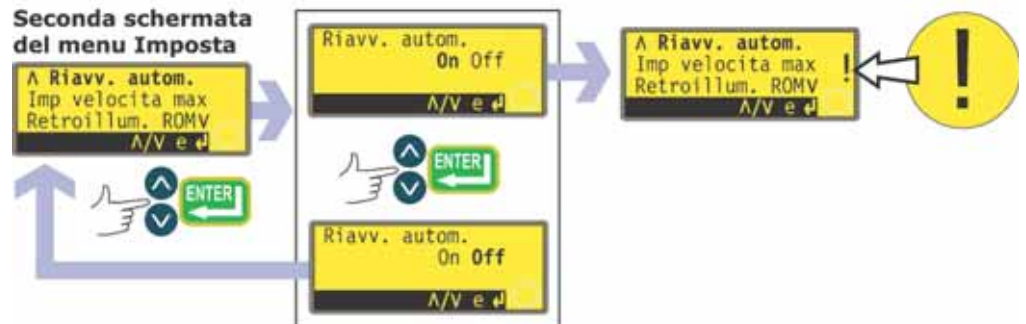 Seconda schermata
del menu Imposta
Λ Riavv. autom.
Imp velocita max
Retroillum. ROMV
Λ/V e ↲
ENTER
Riavv. autom.
On Off
Λ/V e ↲
ENTER
Riavv. autom.
On Off
Λ/V e ↲
Λ Riavv. autom.
Imp velocita max !
Retroillum. ROMV
Λ/V e ↲
!